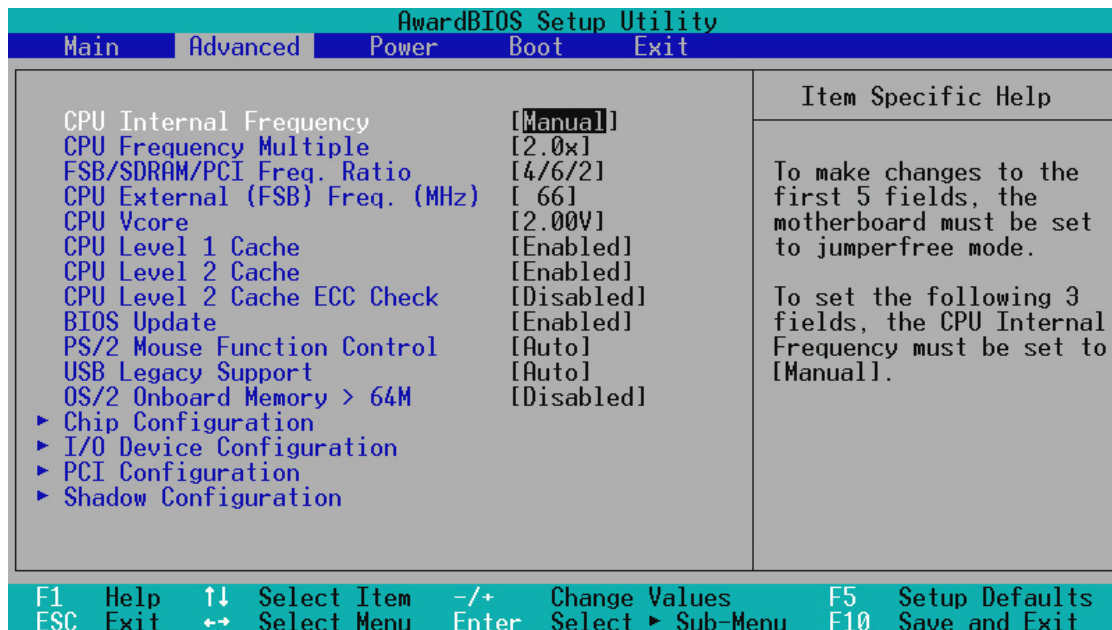 AwardBIOS Setup Utility
Main Advanced Power Boot Exit
CPU Internal Frequency [Manual]
CPU Frequency Multiple [2.0x]
FSB/SDRAM/PCI Freq. Ratio [4/6/2]
CPU External (FSB) Freq. (MHz) [ 66]
CPU Vcore [2.00V]
CPU Level 1 Cache [Enabled]
CPU Level 2 Cache [Enabled]
CPU Level 2 Cache ECC Check [Disabled]
BIOS Update [Enabled]
PS/2 Mouse Function Control [Auto]
USB Legacy Support [Auto]
OS/2 Onboard Memory > 64M [Disabled]
► Chip Configuration
► I/O Device Configuration
► PCI Configuration
► Shadow Configuration
Item Specific Help
To make changes to the
first 5 fields, the
motherboard must be set
to jumperfree mode.
To set the following 3
fields, the CPU Internal
Frequency must be set to
[Manual].
F1 Help ↑↓ Select Item -/+ Change Values F5 Setup Defaults
ESC Exit ←→ Select Menu Enter Select ► Sub-Menu F10 Save and Exit